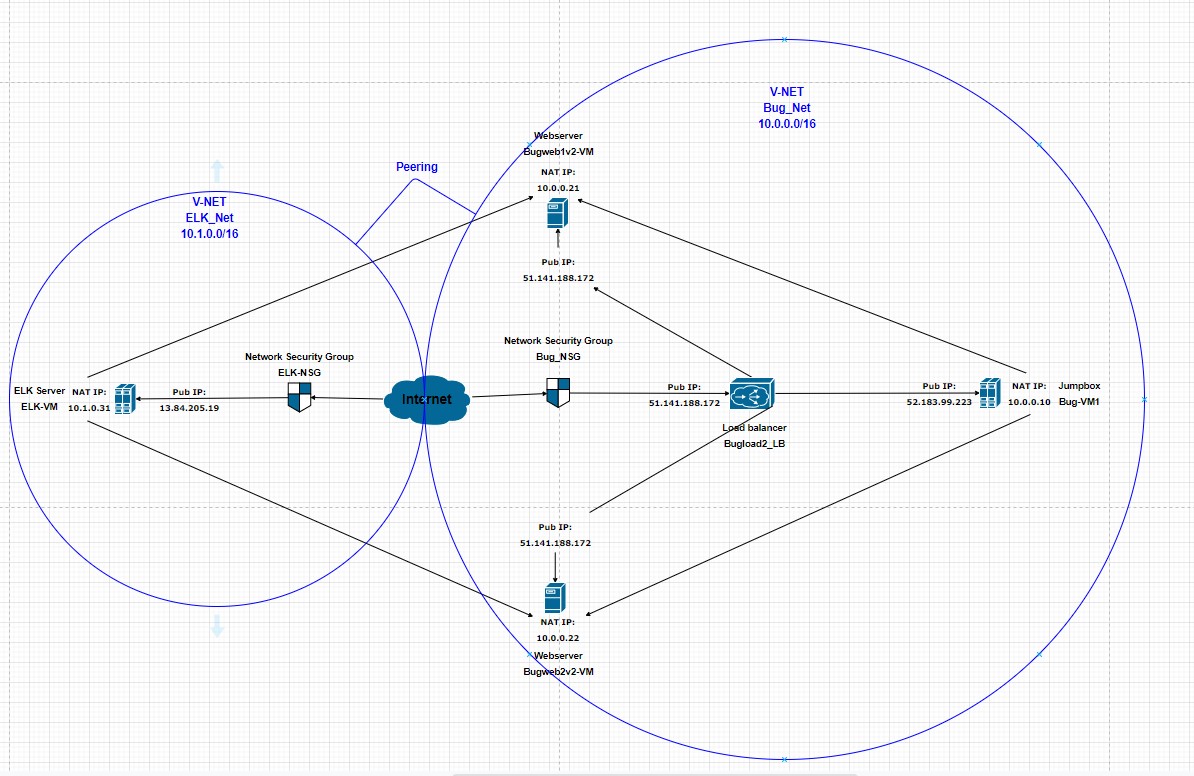 V-NET
Bug_Net
10.0.0.0/16
Webserver
Bugweb1v2-VM
NAT IP:
10.0.0.21
Peering
V-NET
ELK_Net
10.1.0.0/16
Pub IP:
51.141.188.172
Network Security Group
Bug_NSG
Network Security Group
ELK-NSG
ELK Server
ELK-VM
NAT IP:
10.1.0.31
Pub IP:
13.84.205.19
Internet
Pub IP:
51.141.188.172
Load balancer
Bugload2_LB
Pub IP:
52.183.99.223
NAT IP:
10.0.0.10
Jumpbox
Bug-VM1
Pub IP:
51.141.188.172
NAT IP:
10.0.0.22
Webserver
Bugweb2v2-VM